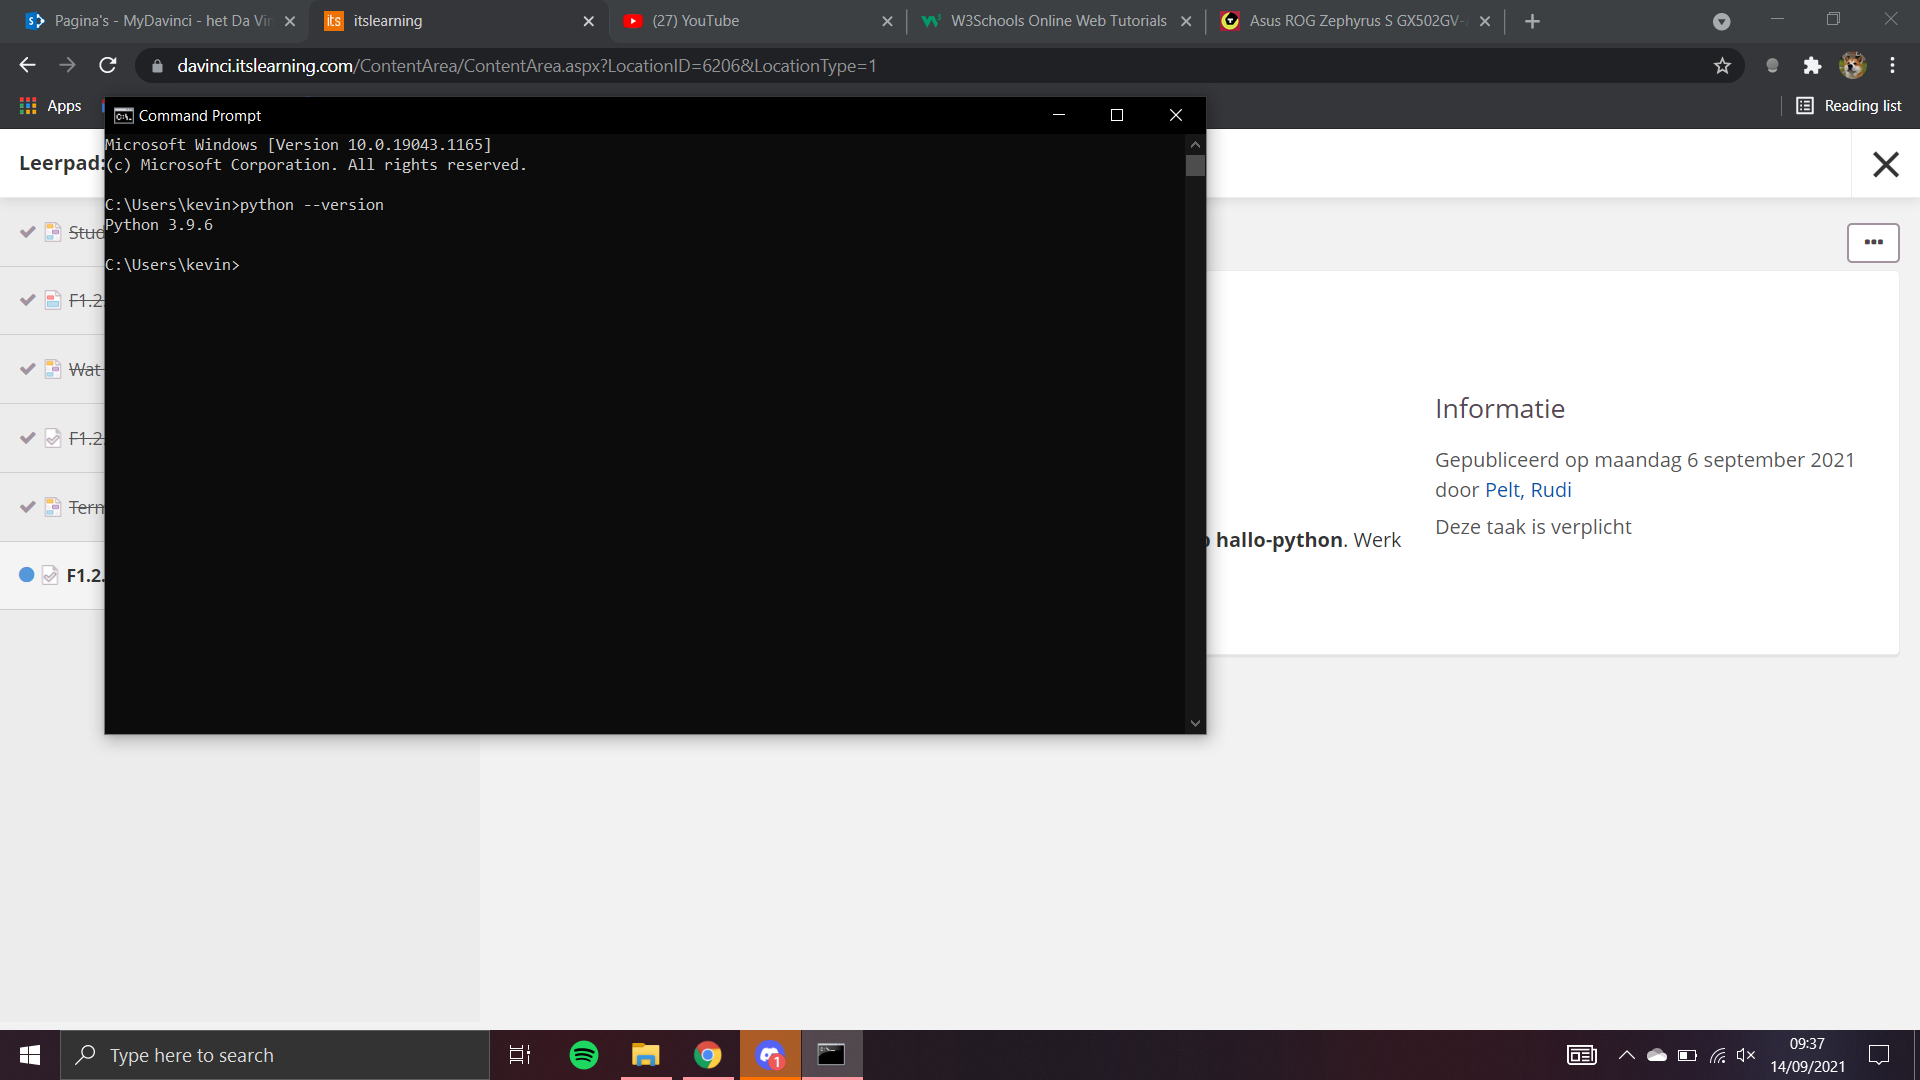 Pagina's - MyDavinci - het Da Vin
itslearning
(27) YouTube
W3Schools Online Web Tutorials
Asus ROG Zephyrus S GX502GV-
davinci.itslearning.com/ContentArea/ContentArea.aspx?LocationID=6206&LocationType=1
Apps
Reading list
Command Prompt
Leerpad:
Microsoft Windows [Version 10.0.19043.1165]
(c) Microsoft Corporation. All rights reserved.
C:\Users\kevin>python --version
Python 3.9.6
C:\Users\kevin>
Stud
F1.2.
Wat
F1.2.
Term
F1.2.
Informatie
Gepubliceerd op maandag 6 september 2021
door Pelt, Rudi
Deze taak is verplicht
hallo-python. Werk
Type here to search
1
09:37
14/09/2021